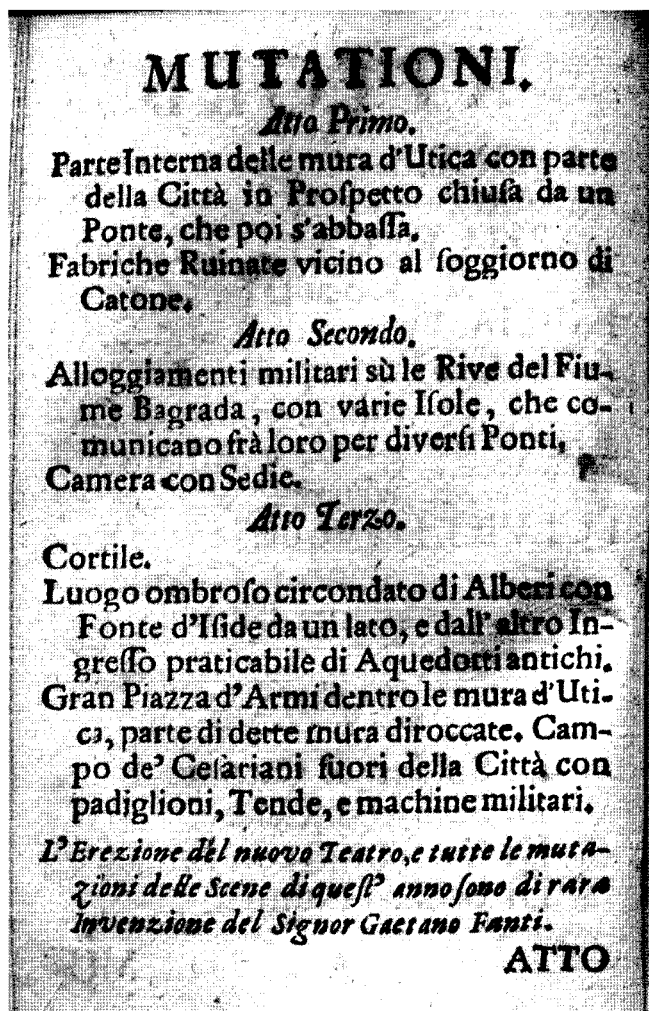 MUTATIONI.
Atto Primo.
Parte Interna delle mura d'Utica con parte
della Città in Proſpetto chiuſa da un
Ponte, che poi s'abbaſſa.
Fabriche Ruinate vicino al ſoggiorno di
Catone.
Atto Secondo.
Alloggiamenti militari sù le Rive del Fiu-
me Bagrada, con varie Iſole, che co-
municano frà loro per diverſi Ponti,
Camera con Sedie.
Atto Terzo.
Cortile.
Luogo ombroſo circondato di Alberi con
Fonte d'Iſide da un lato, e dall' altro In-
greſſo praticabile di Aquedotti antichi.
Gran Piazza d'Armi dentro le mura d'Uti-
ca, parte di dette mura diroccate. Cam-
po de' Ceſariani fuori della Città con
padiglioni, Tende, e machine militari.
L'Erezione del nuovo Teatro, e tutte le muta-
zioni delle Scene di queſt' anno ſono di rara
Invenzione del Signor Gaetano Fanti.
ATTO